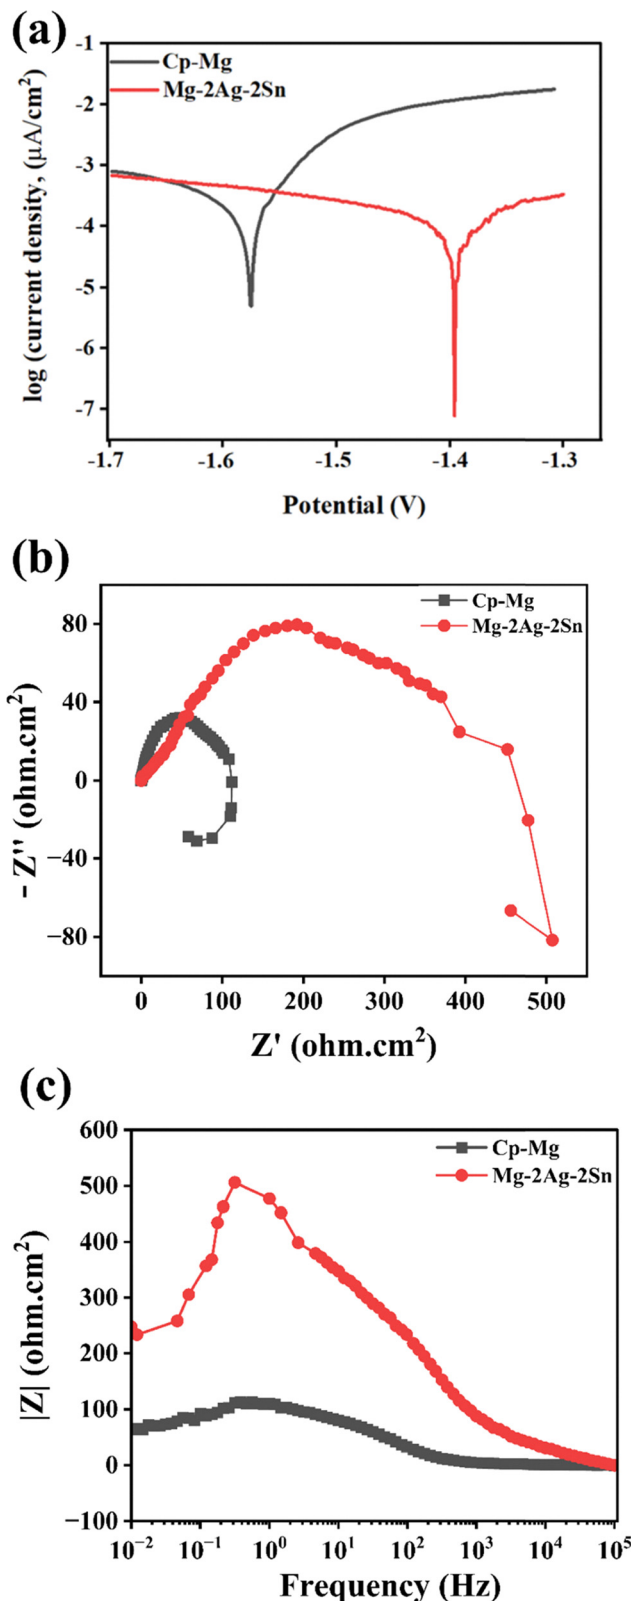 (a)
Cp-Mg
Mg-2Ag-2Sn
log (current density, (μA/cm²)
-1
-2
-3
-4
-5
-6
-7
-1.7 -1.6 -1.5 -1.4 -1.3
Potential (V)
(b)
Cp-Mg
Mg-2Ag-2Sn
-Z'' (ohm.cm²)
80
40
0
−40
−80
0 100 200 300 400 500
Z' (ohm.cm²)
(c)
Cp-Mg
Mg-2Ag-2Sn
|Z| (ohm.cm²)
600
500
400
300
200
100
0
−100
10⁻² 10⁻¹ 10⁰ 10¹ 10² 10³ 10⁴ 10⁵
Frequency (Hz)